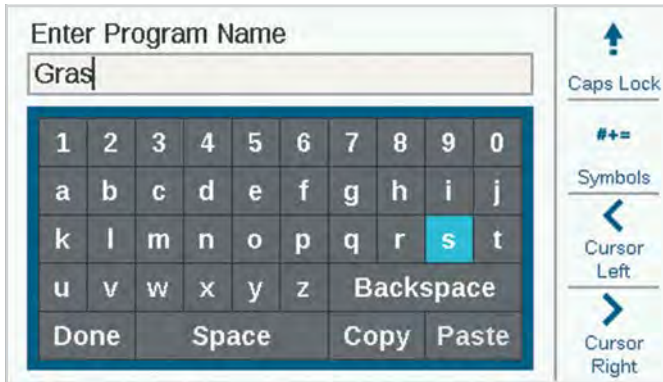 Enter Program Name
Gras
1 2 3 4 5 6 7 8 9 0
a b c d e f g h i j
k l m n o p q r s t
u v w x y z Backspace
Done Space Copy Paste
Caps Lock
#+=
Symbols
Cursor
Left
Cursor
Right